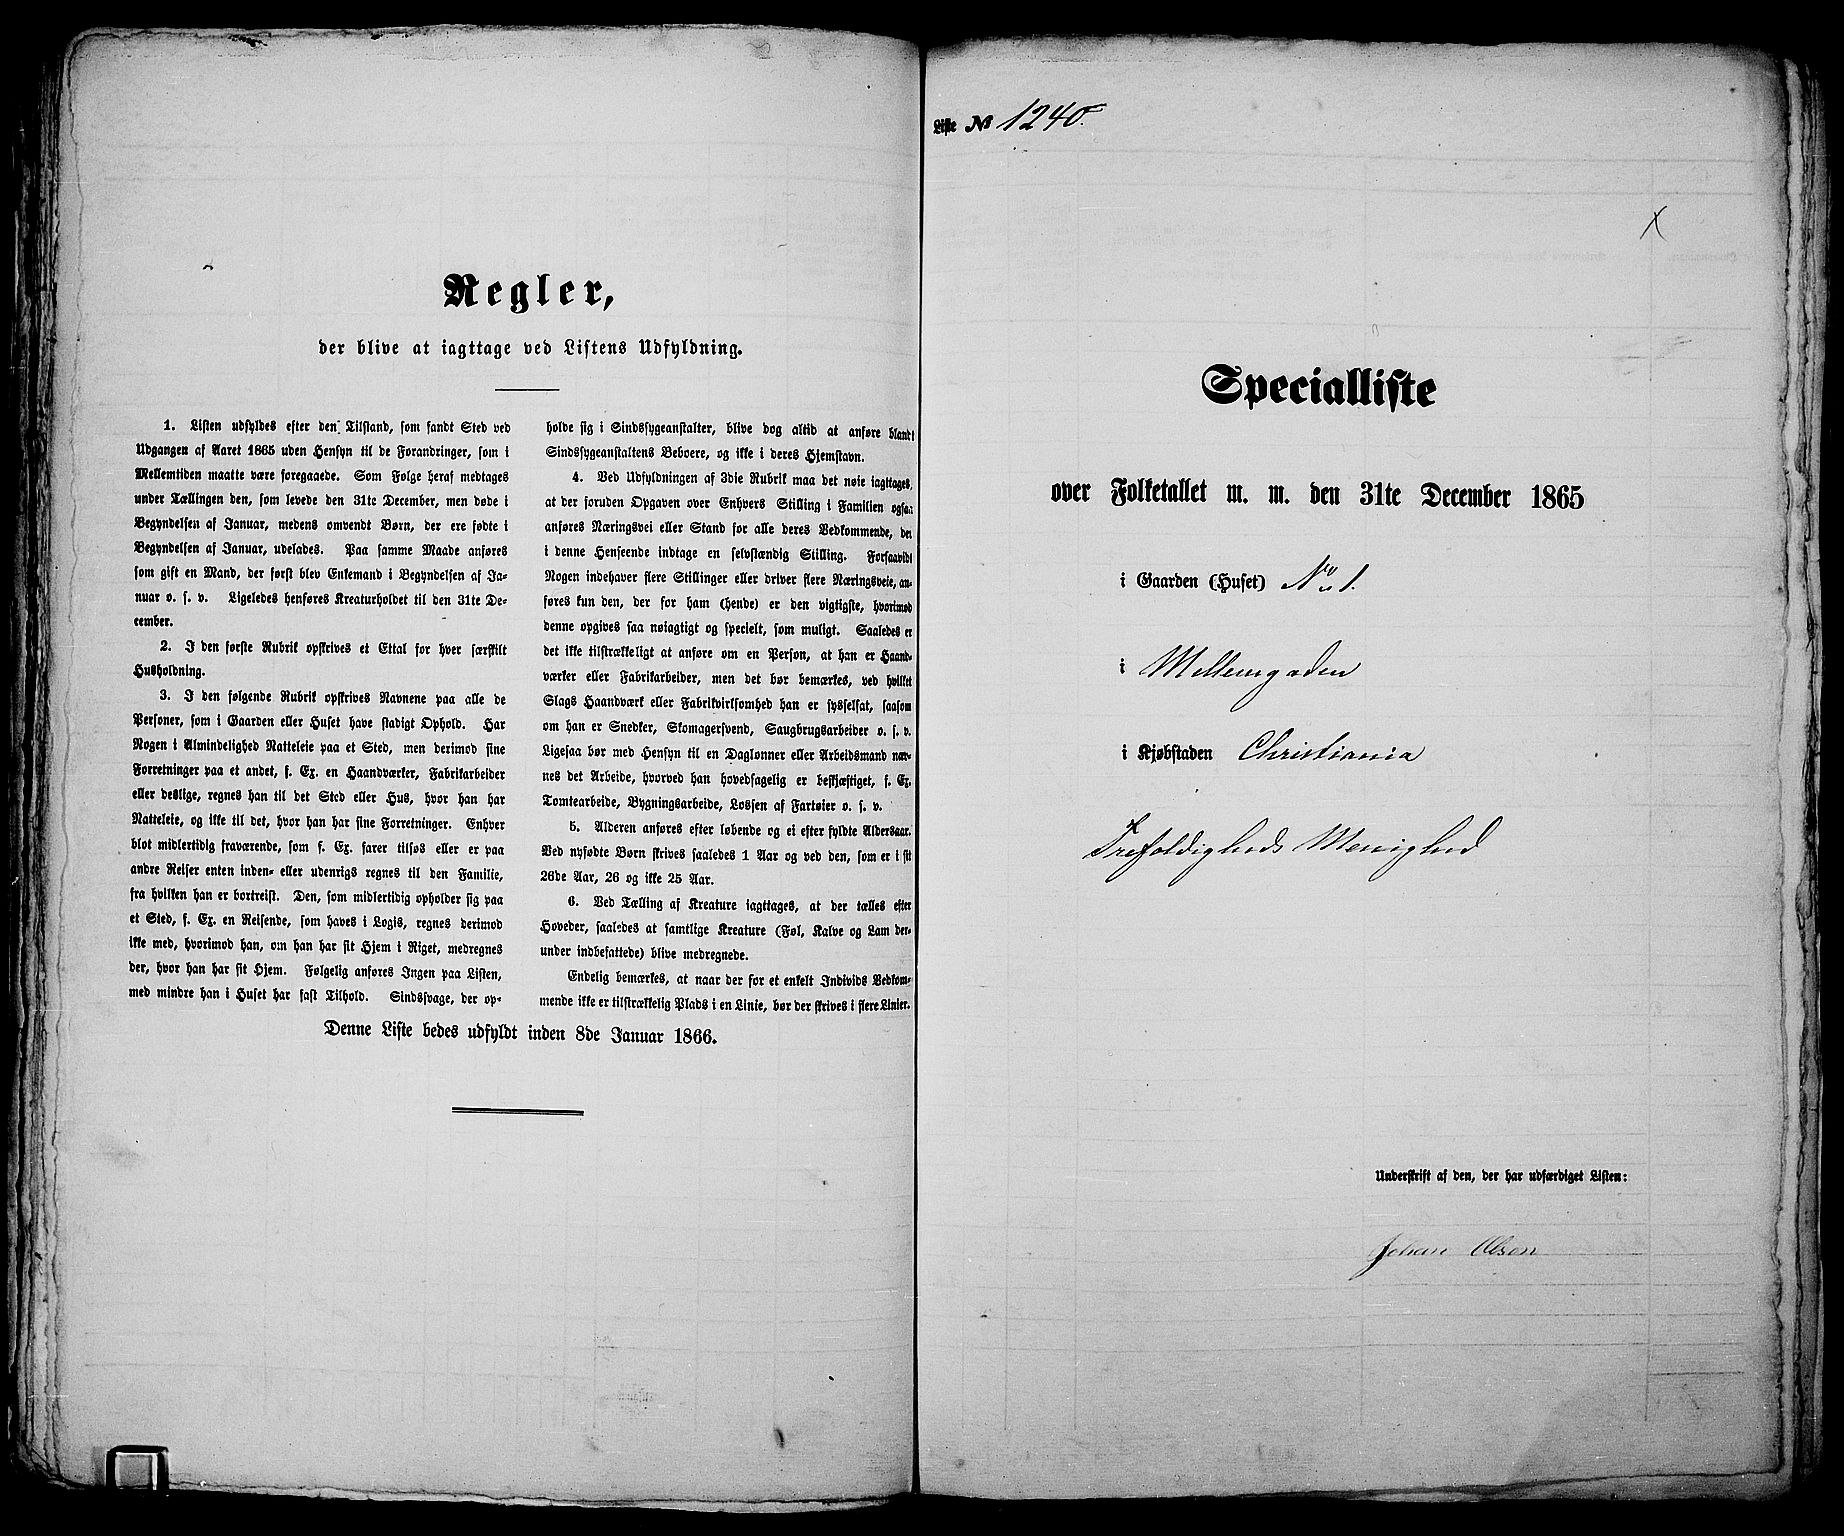 Regler,
der blive at iagttage ved Listens Udfyldning.
1. Listen udfyldes efter den Tilstand, som fandt Sted ved
Udgangen af Aaret 1865 uden Hensyn til de Forandringer, som i
Mellemtiden maatte være foregaaede. Som Følge heraf medtages
under Tællingen den, som levede den 31te December, men døde i
Begyndelsen af Januar, medens omvendt Børn, der ere fødte i
Begyndelsen af Januar, udelades. Paa samme Maade anføres
som gift en Mand, der først blev Enkemand i Begyndelsen af Ja-
nuar o. s. v. Ligeledes henføres Kreaturholdet til den 31te De-
cember.
2. I den første Rubrik opskrives et Ettal for hver særskilt
Husholdning.
3. I den følgende Rubrik opskrives Navnene paa alle de
Personer, som i Gaarden eller Huset have stadigt Ophold. Har
Nogen i Almindelighed Natteleie paa et Sted, men derimod sine
Forretninger paa et andet, f. Ex. en Haandværker, Fabrikarbeider
eller deslige, regnes han til det Sted eller Hus, hvor han har
Natteleie, og ikke til det, hvor han har sine Forretninger. Enhver
blot midlertidig fraværende, som f. Ex. farer tilsøs eller er paa
andre Reiser enten inden- eller udenrigs regnes til den Familie,
fra hvilken han er bortreist. Den, som midlertidig opholder sig paa
et Sted, f. Ex. en Reisende, som haves i Logis, regnes derimod
ikke med, hvorimod han, om han har sit Hjem i Riget, medregnes
der, hvor han har sit Hjem. Følgelig anføres Ingen paa Listen,
med mindre han i Huset har fast Tilhold. Sindssvage, der op-
holde sig i Sindssygeanstalter, blive dog altid at anføre blandt
Sindssygeanstaltens Beboere, og ikke i deres Hjemstavn.
4. Ved Udfyldningen af 3die Rubrik maa det nøie iagttages,
at der foruden Opgaven over Enhvers Stilling i Familien ogsaa
anføres Næringsvei eller Stand for alle deres Vedkommende, der
i denne Henseende indtage en selvstændig Stilling. Forsaavidt
Nogen indehaver flere Stillinger eller driver flere Næringsveie, an-
føres kun den, der for ham (hende) er den vigtigste, hvorimod
denne opgives saa nøiagtigt og specielt, som muligt. Saaledes er
det ikke tilstrækkeligt at anføre om en Person, at han er Haand-
værker eller Fabrikarbeider, men det bør bemærkes, ved hvilket
Slags Haandværk eller Fabrikvirksomhed han er sysselsat, saasom
om han er Snedker, Skomagersvend, Saugbrugsarbeider o. s. v.
Ligesaa bør med Hensyn til en Daglønner eller Arbeidsmand næv-
nes det Arbeide, hvorved han hovedsagelig er beskjæftiget, f. Ex.
Tomtearbeide, Bygningsarbeide, Lossen af Fartøier o. s. v.
5. Alderen anføres efter løbende og ei efter fyldte Aldersaar.
Ved nyfødte Børn skrives saaledes 1 Aar og ved den, som er i sit
26de Aar, 26 og ikke 25 Aar.
6. Ved Tælling af Kreature iagttages, at der tælles efter
Hoveder, saaledes at samtlige Kreature (Føl, Kalve og Lam der-
under indbefattede) blive medregnede.
Endelig bemærkes, at naar der for et enkelt Individs Vedkom-
mende ikke er tilstrækkelig Plads i en Linie, bør der skrives i flere Linier.
Denne Liste bedes udfyldt inden 8de Januar 1866.
Liste No 1240.
Specialliste
over Folketallet m. m. den 31te December 1865
i Gaarden (Huset) No 1.
i Mellemgaden
i Kjøbstaden Christiania
Trefoldigheds Menighed
Underskrift af den, der har udfærdiget Listen:
Johan Olsen